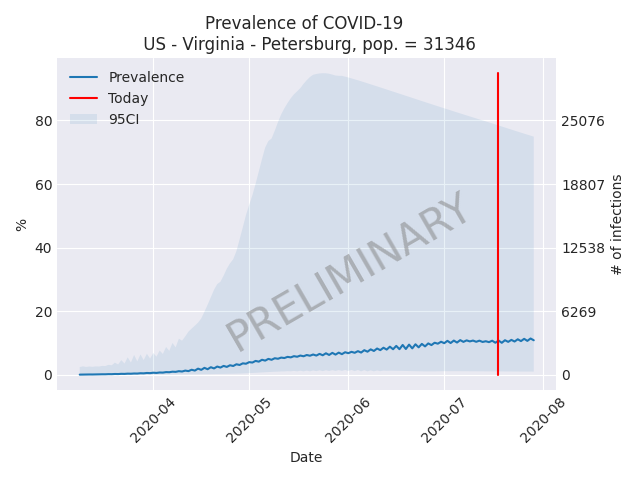 Prevalence of COVID-19
US - Virginia - Petersburg, pop. = 31346
Prevalence
Today
95CI
%
80
60
40
20
0
25076
18807
12538
6269
0
# of infections
PRELIMINARY
2020-04
2020-05
2020-06
2020-07
2020-08
Date